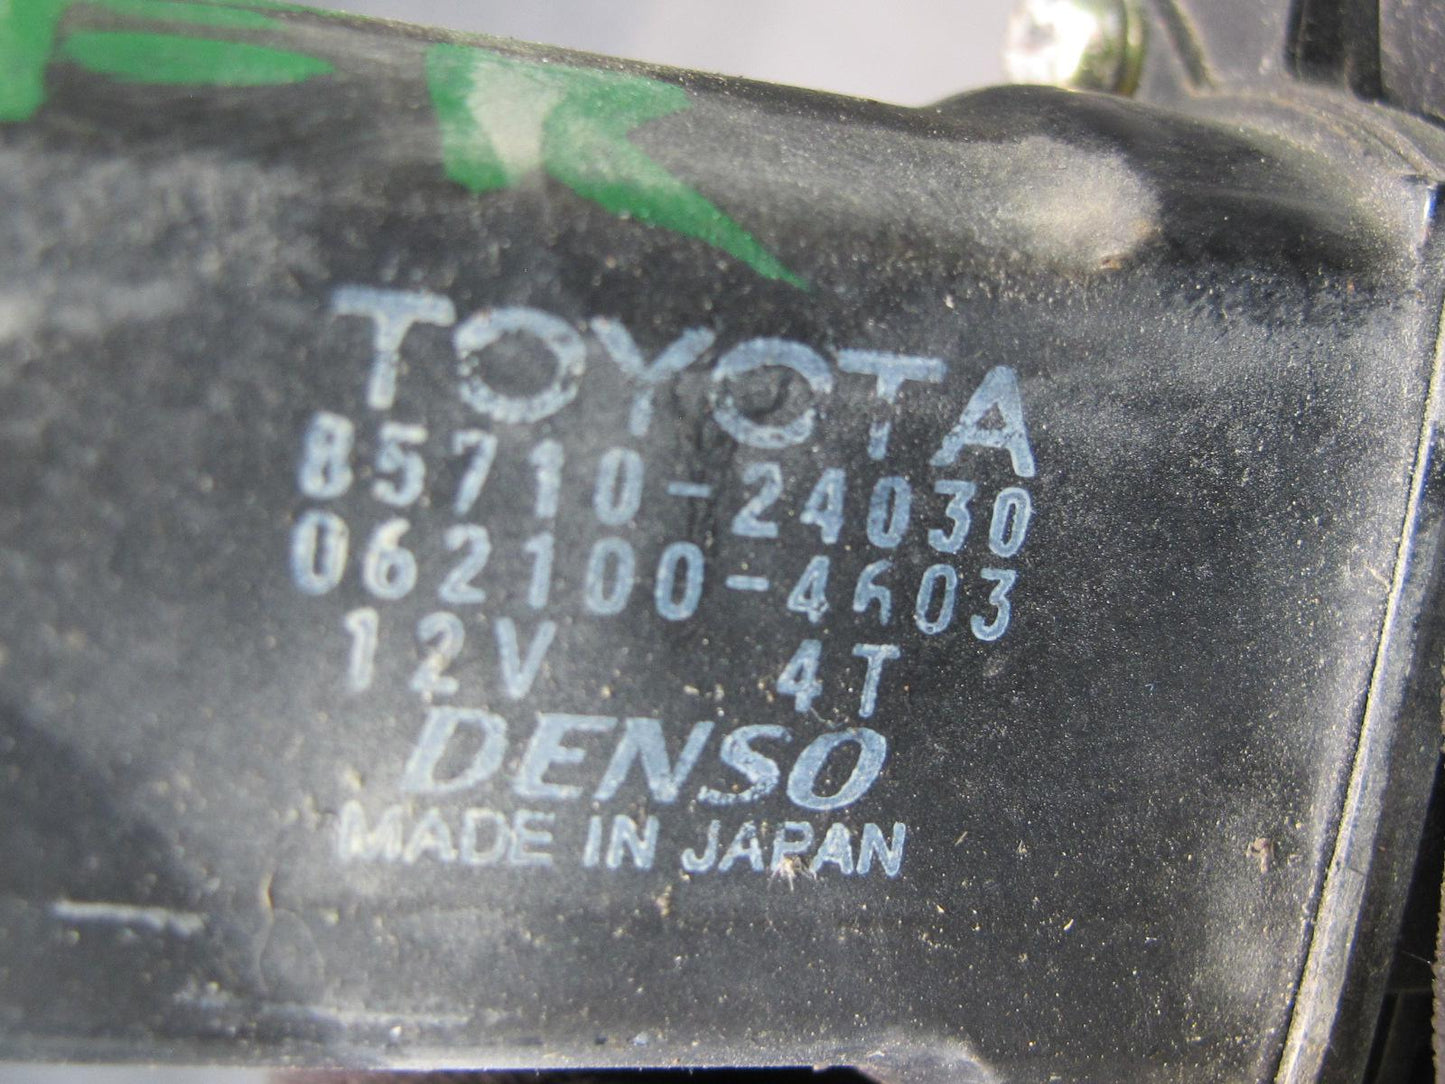 TOYOTA
85710-24030
062100-4603
12V 4T
DENSO
MADE IN JAPAN